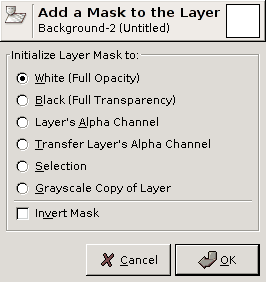 Add a Mask to the Layer
Background-2 (Untitled)
Initialize Layer Mask to:
White (Full Opacity)
Black (Full Transparency)
Layer's Alpha Channel
Transfer Layer's Alpha Channel
Selection
Grayscale Copy of Layer
Invert Mask
Cancel
OK